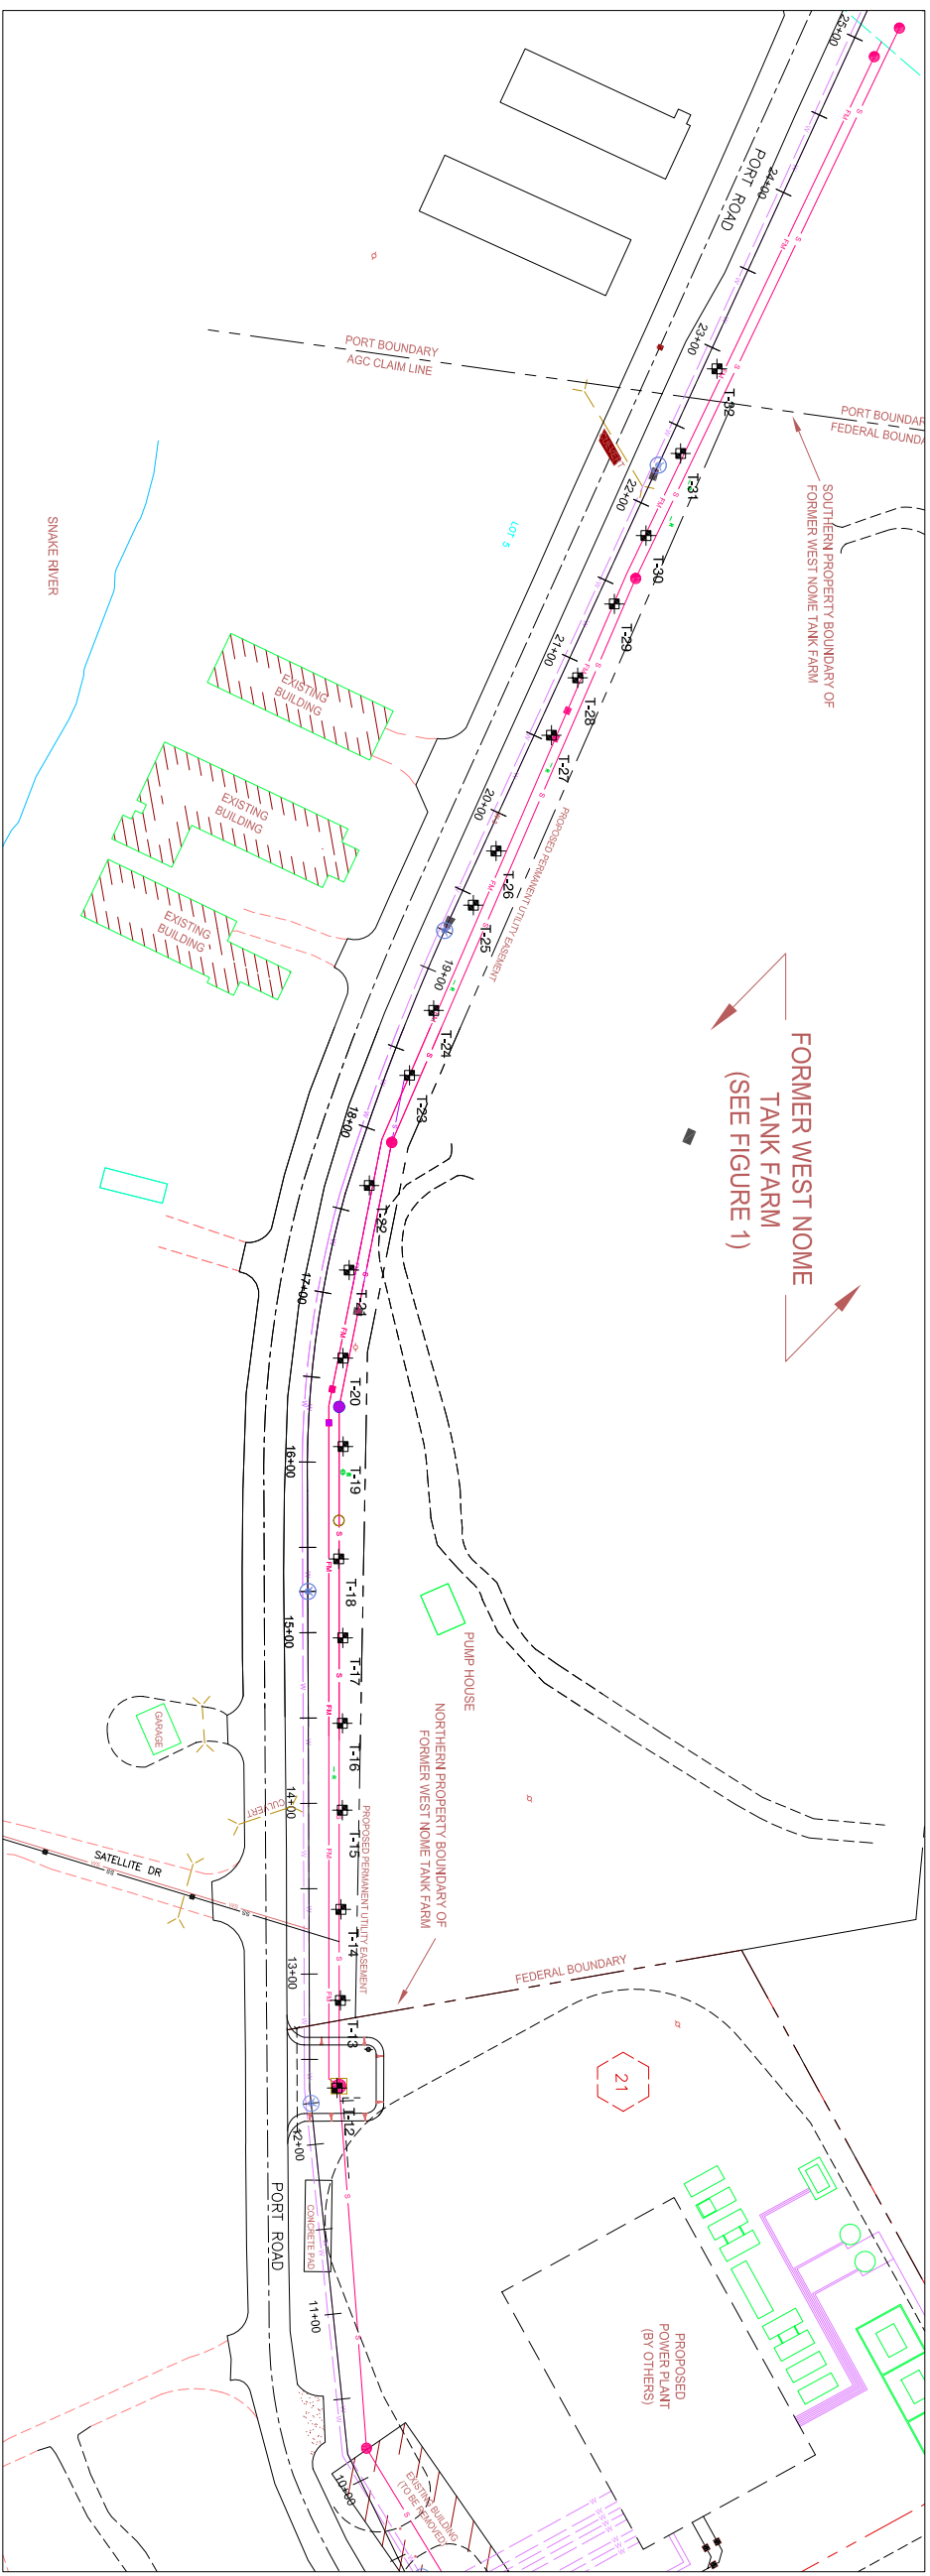 25+00
PORT ROAD
24+00
S
FM
W
23+00
T-32
PORT BOUNDARY
AGC CLAIM LINE
PORT BOUNDAR
FEDERAL BOUNDA
SOUTHERN PROPERTY BOUNDARY OF
FORMER WEST NOME TANK FARM
T-31
22+00
T-30
LOT 5
SNAKE RIVER
T-29
21+00
T-28
T-27
EXISTING
BUILDING
EXISTING
BUILDING
EXISTING
BUILDING
20+00
T-26
PROPOSED PERMANENT UTILITY EASEMENT
T-25
19+00
T-24
T-23
18+00
FORMER WEST NOME
TANK FARM
(SEE FIGURE 1)
T-22
T-21
17+00
T-20
T-19
16+00
T-18
15+00
T-17
PUMP HOUSE
T-16
GARAGE
NORTHERN PROPERTY BOUNDARY OF
FORMER WEST NOME TANK FARM
14+00
T-15
CULVERT
PROPOSED PERMANENT UTILITY EASEMENT
SATELLITE DR
SS
T-14
13+00
FEDERAL BOUNDARY
T-13
21
T-12
12+00
PORT ROAD
CONCRETE PAD
11+00
PROPOSED
POWER PLANT
(BY OTHERS)
10+00
EXISTING BUILDING
(TO BE REMOVED)